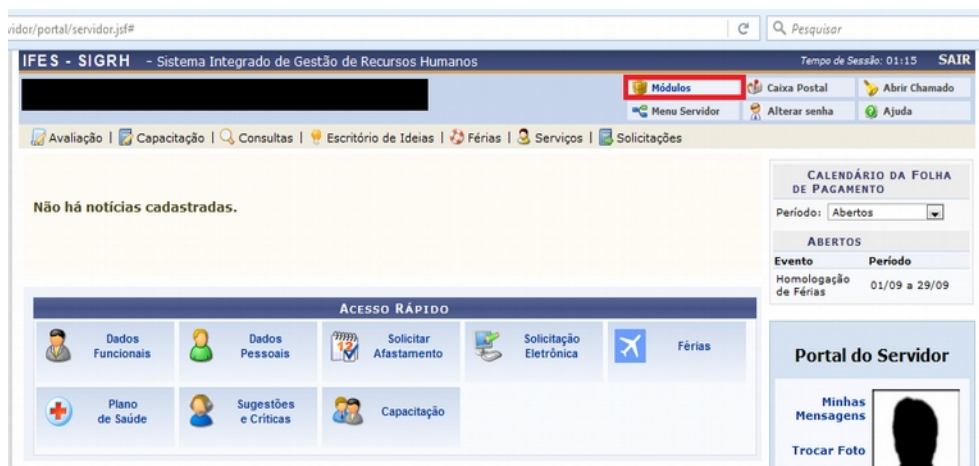 vidor/portal/servidor.jsf#
Pesquisar
IFES - SIGRH - Sistema Integrado de Gestão de Recursos Humanos
Tempo de Sessão: 01:15 SAIR
Módulos
Caixa Postal
Abrir Chamado
Menu Servidor
Alterar senha
Ajuda
Avaliação | Capacitação | Consultas | Escritório de Ideias | Férias | Serviços | Solicitações
Não há notícias cadastradas.
CALENDÁRIO DA FOLHA
DE PAGAMENTO
Período: Abertos
ABERTOS
Evento Período
Homologação
de Férias
01/09 a 29/09
ACESSO RÁPIDO
Dados
Funcionais
Dados
Pessoais
12
Solicitar
Afastamento
Solicitação
Eletrônica
Férias
Plano
de Saúde
Sugestões
e Críticas
Capacitação
Portal do Servidor
Minhas
Mensagens
Trocar Foto